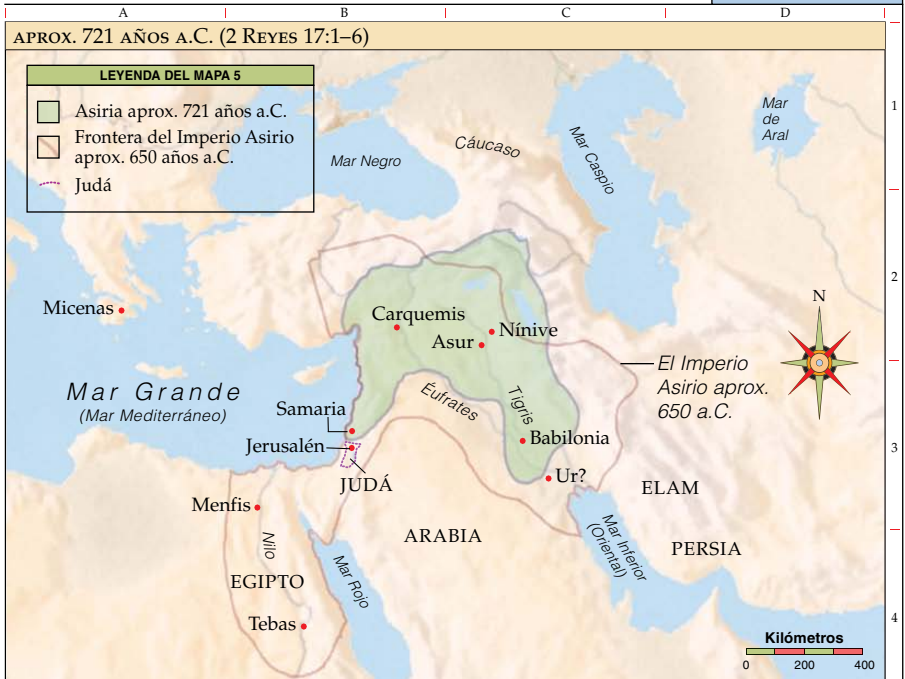 A B C D
APROX. 721 AÑOS A.C. (2 REYES 17:1–6)
LEYENDA DEL MAPA 5
Asiria aprox. 721 años a.C.
Frontera del Imperio Asirio
aprox. 650 años a.C.
Judá
1
Mar
de
Aral
Mar Negro
Cáucaso
Mar Caspio
2
Micenas
Carquemis
Nínive
Asur
N
El Imperio
Asirio aprox.
650 a.C.
Mar Grande
(Mar Mediterráneo)
Éufrates
Tigris
Samaria
Jerusalén
Babilonia
3
JUDÁ
Ur?
ELAM
Menfis
ARABIA
Nilo
Mar Inferior
(Oriental)
PERSIA
EGIPTO
Mar Rojo
Tebas
4
Kilómetros
0 200 400